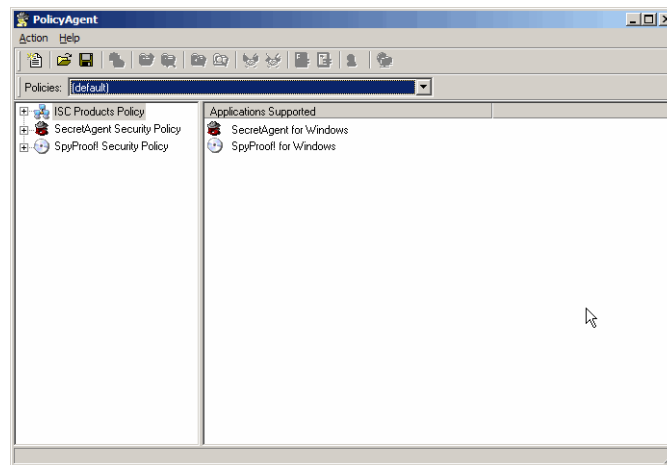 PolicyAgent
Action Help
Policies: (default)
ISC Products Policy
SecretAgent Security Policy
SpyProof! Security Policy
Applications Supported
SecretAgent for Windows
SpyProof! for Windows